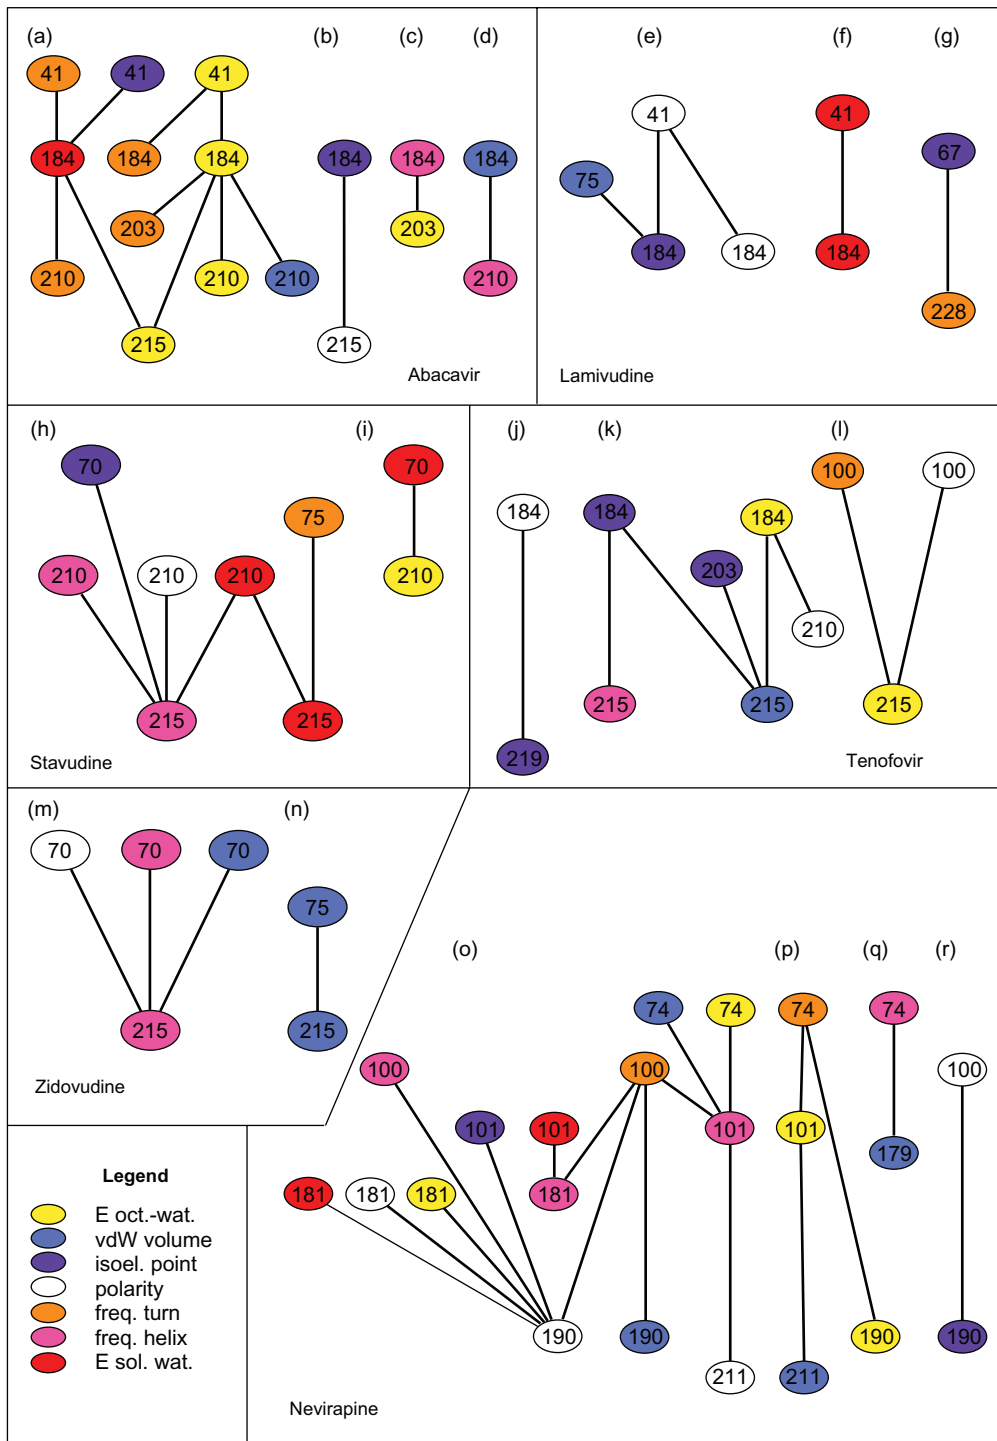 (a) (b) (c) (d)
41 41 41
184 184 184 184 184 184
203 203
210 210 210 210
215 215
Abacavir
(e) (f) (g)
41 41
75 67
184 184 184
228
Lamivudine
(h) (i)
70 70
75
210 210 210 210
215 215
Stavudine
(j) (k) (l)
100 100
184 184 184
203
210
215 215 215
219
Tenofovir
(m) (n)
70 70 70
75
215 215
Zidovudine
(o) (p) (q) (r)
74 74 74 74
100 100 100
101 101 101 101
179
181 181 181 181
190 190 190 190
211 211
Nevirapine
Legend
E oct.-wat.
vdW volume
isoel. point
polarity
freq. turn
freq. helix
E sol. wat.